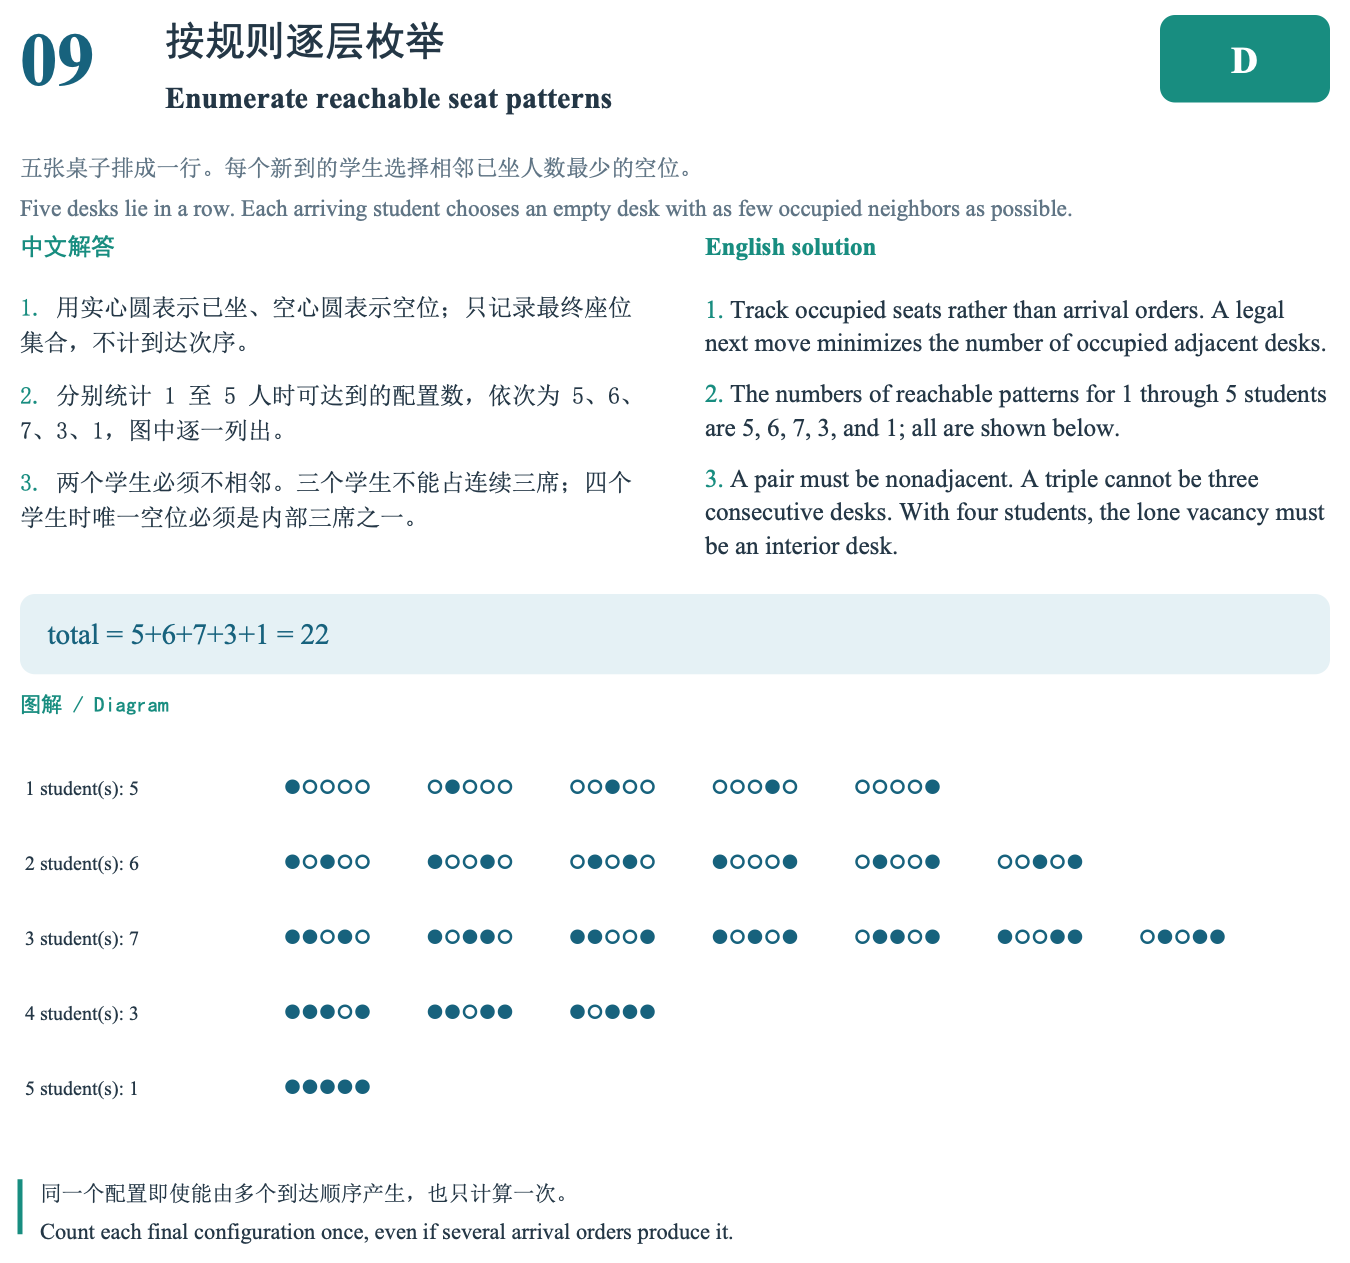 09
按规则逐层枚举
Enumerate reachable seat patterns
D
五张桌子排成一行。每个新到的学生选择相邻已坐人数最少的空位。
Five desks lie in a row. Each arriving student chooses an empty desk with as few occupied neighbors as possible.
中文解答
1. 用实心圆表示已坐、空心圆表示空位；只记录最终座位
集合，不计到达次序。
2. 分别统计 1 至 5 人时可达到的配置数，依次为 5、6、
7、3、1，图中逐一列出。
3. 两个学生必须不相邻。三个学生不能占连续三席；四个
学生时唯一空位必须是内部三席之一。
English solution
1. Track occupied seats rather than arrival orders. A legal
next move minimizes the number of occupied adjacent desks.
2. The numbers of reachable patterns for 1 through 5 students
are 5, 6, 7, 3, and 1; all are shown below.
3. A pair must be nonadjacent. A triple cannot be three
consecutive desks. With four students, the lone vacancy must
be an interior desk.
total = 5+6+7+3+1 = 22
图解 / Diagram
1 student(s): 5
2 student(s): 6
3 student(s): 7
4 student(s): 3
5 student(s): 1
同一个配置即使能由多个到达顺序产生，也只计算一次。
Count each final configuration once, even if several arrival orders produce it.